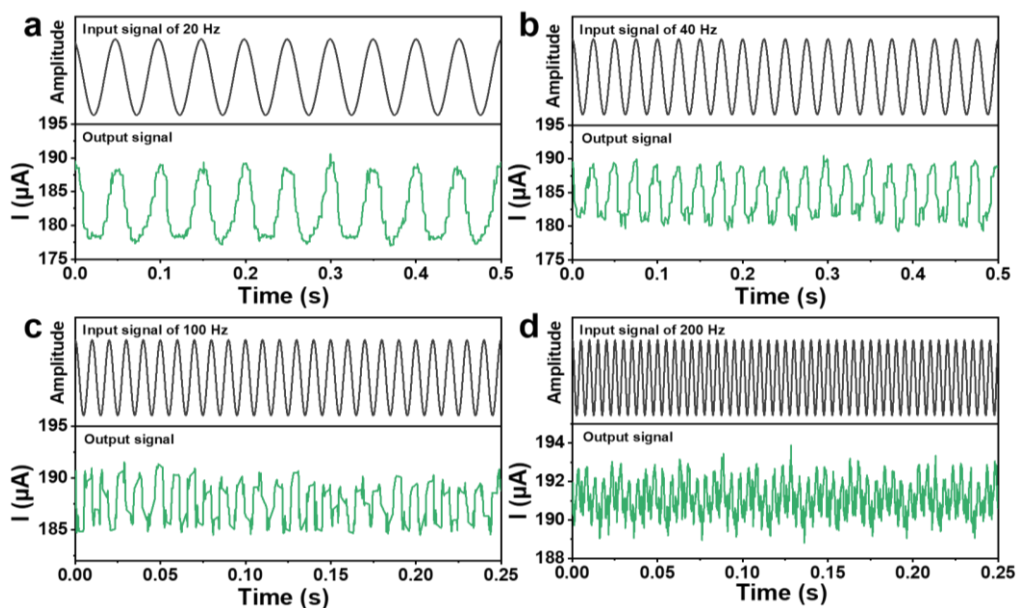 a
Input signal of 20 Hz
Amplitude
195
Output signal
190
185
180
175
I (μA)
0.0 0.1 0.2 0.3 0.4 0.5
Time (s)
b
Input signal of 40 Hz
Amplitude
195
Output signal
190
185
180
175
I (μA)
0.0 0.1 0.2 0.3 0.4 0.5
Time (s)
c
Input signal of 100 Hz
Amplitude
195
Output signal
190
185
I (μA)
0.00 0.05 0.10 0.15 0.20 0.25
Time (s)
d
Input signal of 200 Hz
Amplitude
Output signal
194
192
190
188
I (μA)
0.00 0.05 0.10 0.15 0.20 0.25
Time (s)